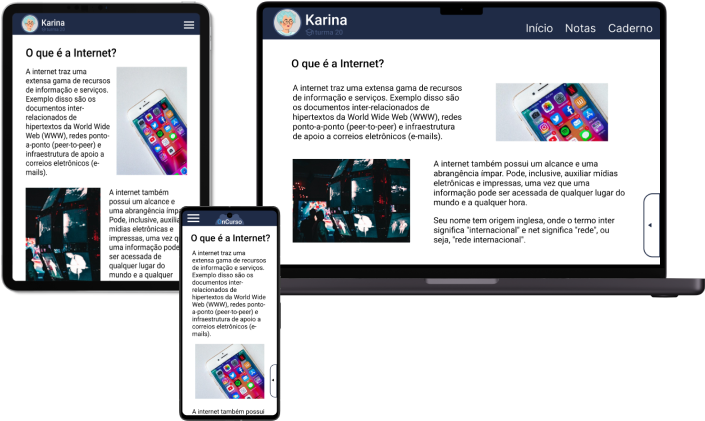 Karina
turma 20
O que é a Internet?
A internet traz uma
extensa gama de recursos
de informação e serviços.
Exemplo disso são os
documentos inter-
relacionados de
hipertextos da World Wide
Web (WWW), redes ponto-
a-ponto (peer-to-peer) e
infraestrutura de apoio a
correios eletrônicos (e-
mails).
A internet também
possui um alcance e
uma abrangência ímpar.
Pode, inclusive, auxiliar
mídias eletrônicas e
impressas, uma vez q
uma informação pode
ser acessada de
qualquer lugar do
mundo e a qualquer
nCurso
O que é a Internet?
A internet traz uma
extensa gama de recursos
de informação e serviços.
Exemplo disso são os
documentos inter-
relacionados de
hipertextos da World Wide
Web (WWW), redes ponto-
a-ponto (peer-to-peer) e
infraestrutura de apoio a
correios eletrônicos (e-
mails).
A internet também possui
Karina
turma 20
Início Notas Caderno
O que é a Internet?
A internet traz uma extensa gama de recursos
de informação e serviços. Exemplo disso são
os documentos inter-relacionados de
hipertextos da World Wide Web (WWW), redes
ponto-a-ponto (peer-to-peer) e infraestrutura
de apoio a correios eletrônicos (e-mails).
A internet também possui um alcance e uma
abrangência ímpar. Pode, inclusive, auxiliar mídias
eletrônicas e impressas, uma vez que uma
informação pode ser acessada de qualquer lugar do
mundo e a qualquer hora.
Seu nome tem origem inglesa, onde o termo inter
significa "internacional" e net significa "rede", ou
seja, "rede internacional".